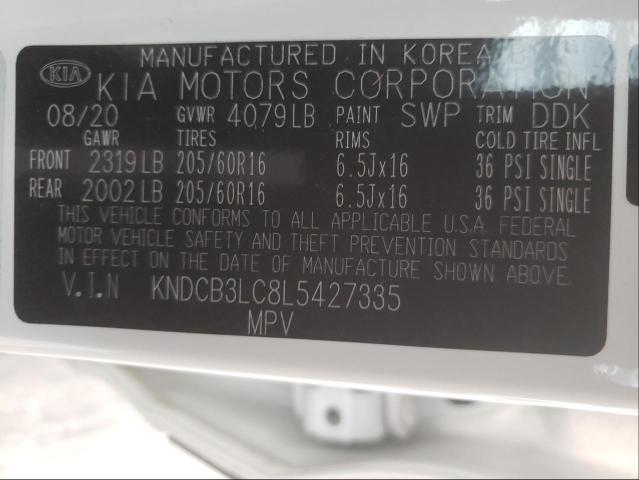 MANUFACTURED IN KOREA
KIA KIA MOTORS CORPORATION
08/20 GVWR 4079LB PAINT SWP TRIM DDK
GAWR TIRES RIMS COLD TIRE INFL
FRONT 2319LB 205/60R16 6.5Jx16 36 PSI SINGLE
REAR 2002LB 205/60R16 6.5Jx16 36 PSI SINGLE
THIS VEHICLE CONFORMS TO ALL APPLICABLE U.S.A. FEDERAL
MOTOR VEHICLE SAFETY AND THEFT PREVENTION STANDARDS
IN EFFECT ON THE DATE OF MANUFACTURE SHOWN ABOVE.
V.I.N KNDCB3LC8L5427335
MPV